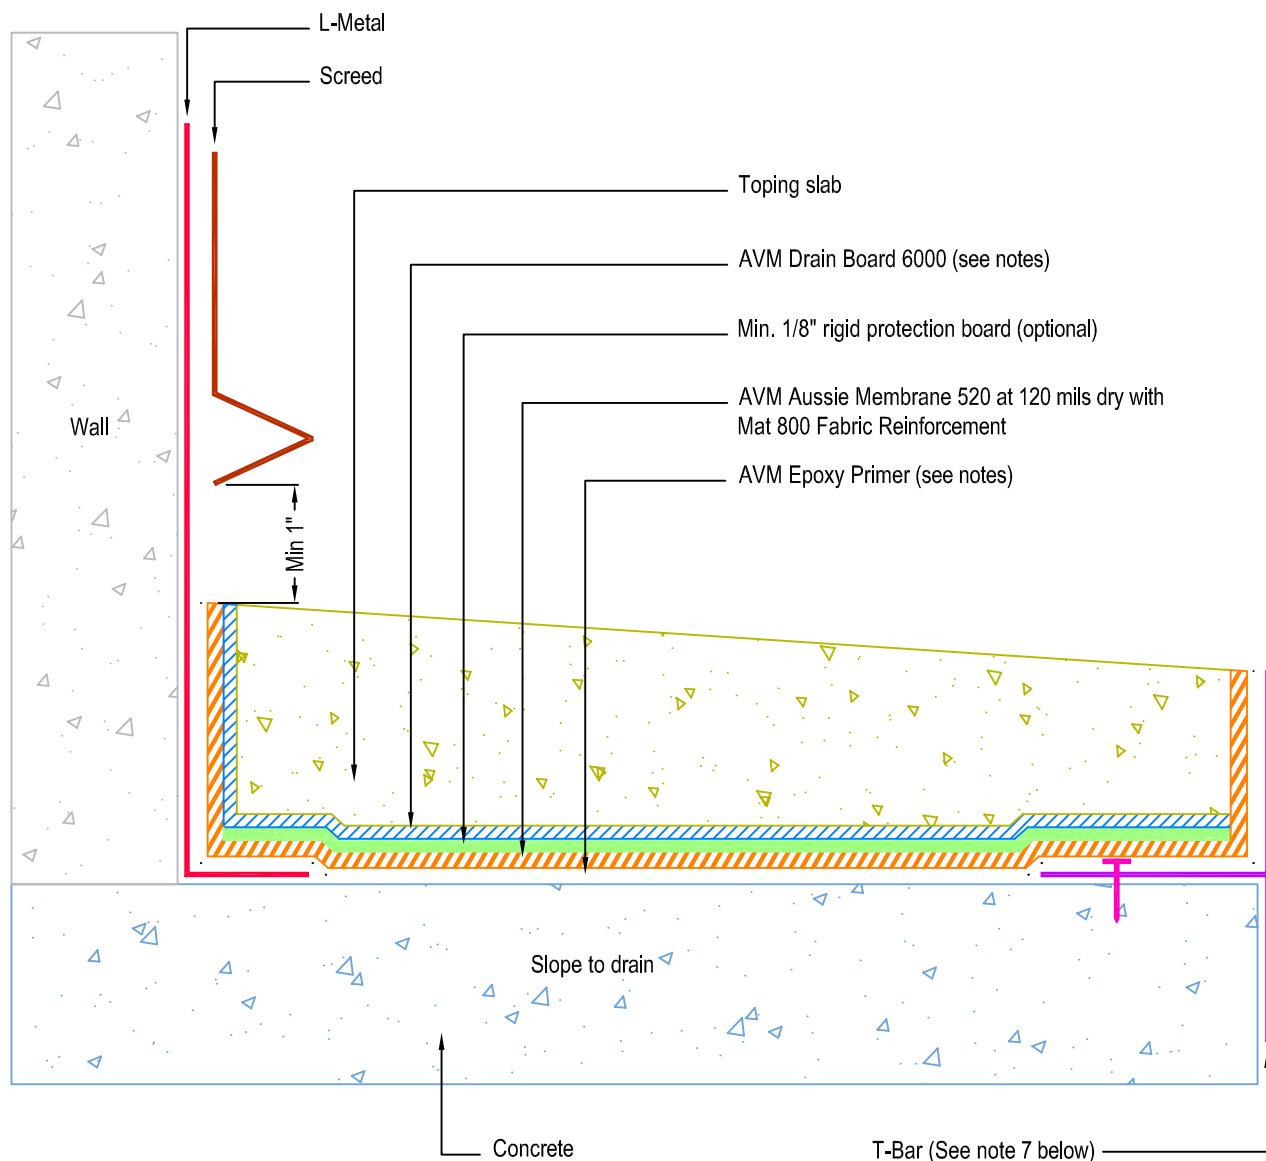 L-Metal
Screed
Toping slab
AVM Drain Board 6000 (see notes)
Min. 1/8" rigid protection board (optional)
AVM Aussie Membrane 520 at 120 mils dry with
Mat 800 Fabric Reinforcement
Wall
AVM Epoxy Primer (see notes)
Min 1"
Slope to drain
Concrete
T-Bar (See note 7 below)